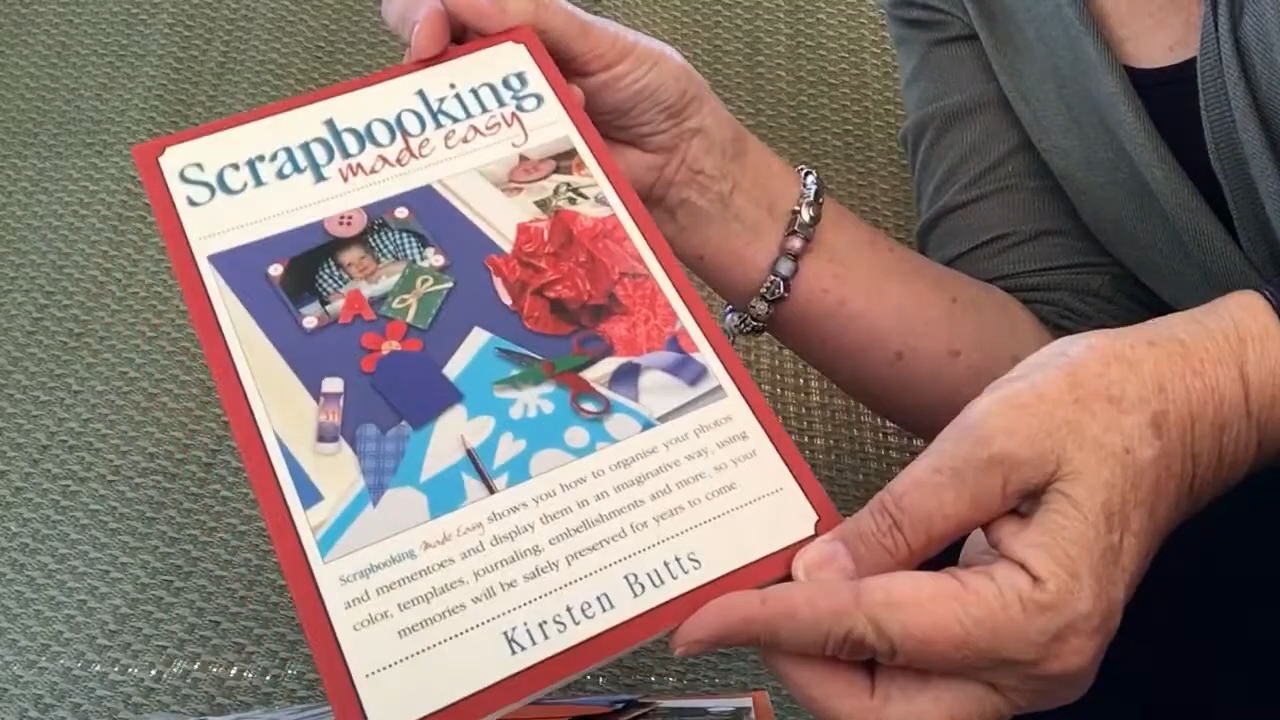 Scrapbooking
made easy
A
Scrapbooking Made Easy shows you how to organise your photos
and mementoes and display them in an imaginative way, using
color, templates, journaling, embellishments and more, so your
memories will be safely preserved for years to come.
Kirsten Butts